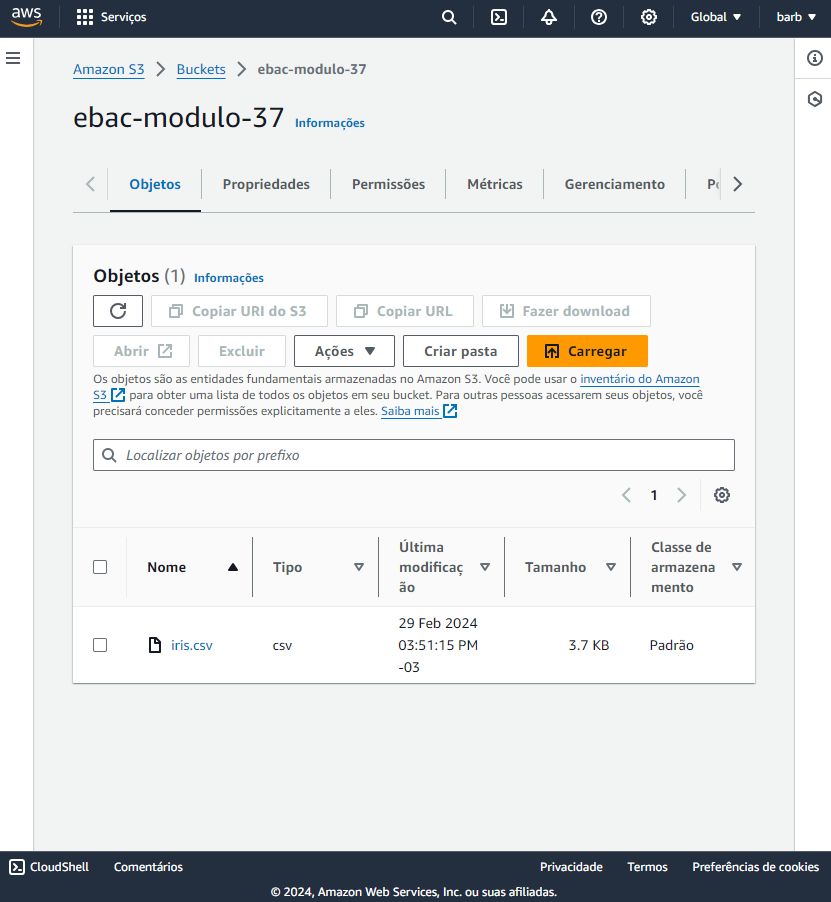 aws
Serviços
Global
barb
Amazon S3
Buckets
ebac-modulo-37
ebac-modulo-37 Informações
Objetos
Propriedades
Permissões
Métricas
Gerenciamento
Objetos (1) Informações
Copiar URI do S3
Copiar URL
Fazer download
Abrir
Excluir
Ações
Criar pasta
Carregar
Os objetos são as entidades fundamentais armazenadas no Amazon S3. Você pode usar o inventário do Amazon
S3 para obter uma lista de todos os objetos em seu bucket. Para outras pessoas acessarem seus objetos, você
precisará conceder permissões explicitamente a eles. Saiba mais
Localizar objetos por prefixo
1
Nome
Tipo
Última
modificaç
ão
Tamanho
Classe de
armazena
mento
iris.csv
csv
29 Feb 2024
03:51:15 PM
-03
3.7 KB
Padrão
CloudShell
Comentários
Privacidade
Termos
Preferências de cookies
© 2024, Amazon Web Services, Inc. ou suas afiliadas.